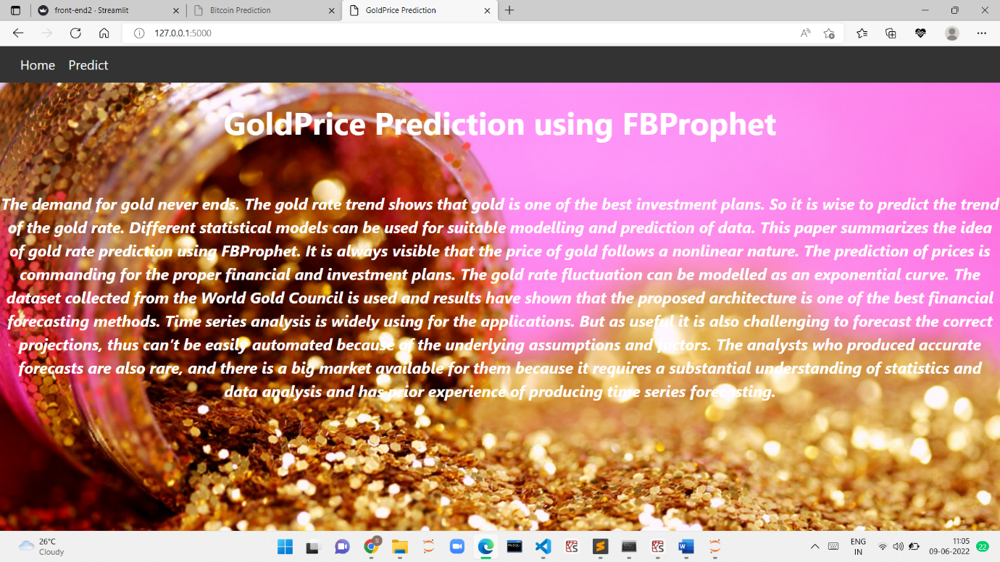 front-end2 · Streamlit
Bitcoin Prediction
GoldPrice Prediction
127.0.0.1:5000
Home Predict
GoldPrice Prediction using FBProphet
The demand for gold never ends. The gold rate trend shows that gold is one of the best investment plans. So it is wise to predict the trend
of the gold rate. Different statistical models can be used for suitable modelling and prediction of data. This paper summarizes the idea
of gold rate prediction using FBProphet. It is always visible that the price of gold follows a nonlinear nature. The prediction of prices is
commanding for the proper financial and investment plans. The gold rate fluctuation can be modelled as an exponential curve. The
dataset collected from the World Gold Council is used and results have shown that the proposed architecture is one of the best financial
forecasting methods. Time series analysis is widely using for the applications. But as useful it is also challenging to forecast the correct
projections, thus can't be easily automated because of the underlying assumptions and factors. The analysts who produced accurate
forecasts are also rare, and there is a big market available for them because it requires a substantial understanding of statistics and
data analysis and has prior experience of producing time series forecasting.
26°C
Cloudy
ENG
IN
11:05
09-06-2022
22